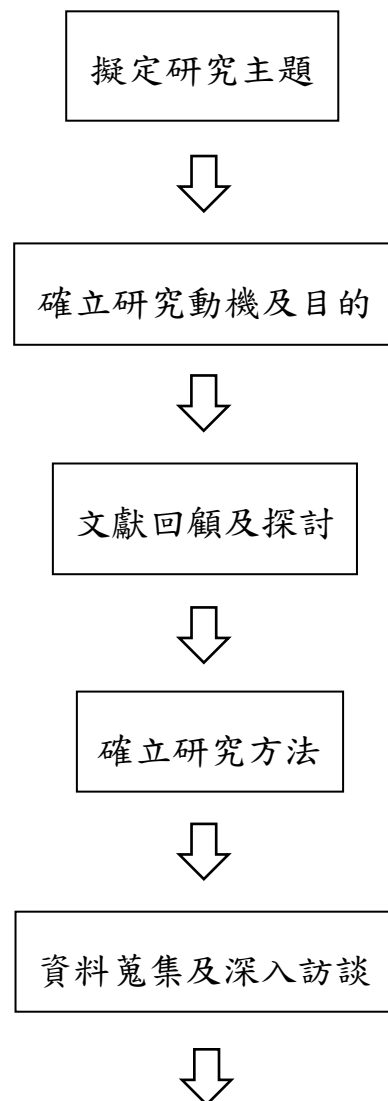 擬定研究主題
確立研究動機及目的
文獻回顧及探討
確立研究方法
資料蒐集及深入訪談